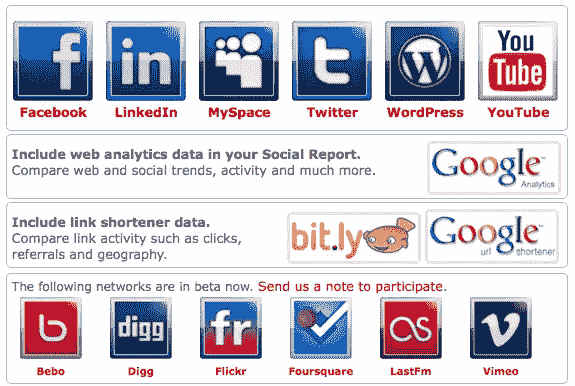 You
Tube
Facebook LinkedIn MySpace Twitter WordPress YouTube
Include web analytics data in your Social Report.
Compare web and social trends, activity and much more.
Google™
Analytics
Include link shortener data.
Compare link activity such as clicks,
referrals and geography.
bit.ly
Google™
url shortener
The following networks are in beta now. Send us a note to participate.
digg fr
Bebo Digg Flickr Foursquare LastFm Vimeo